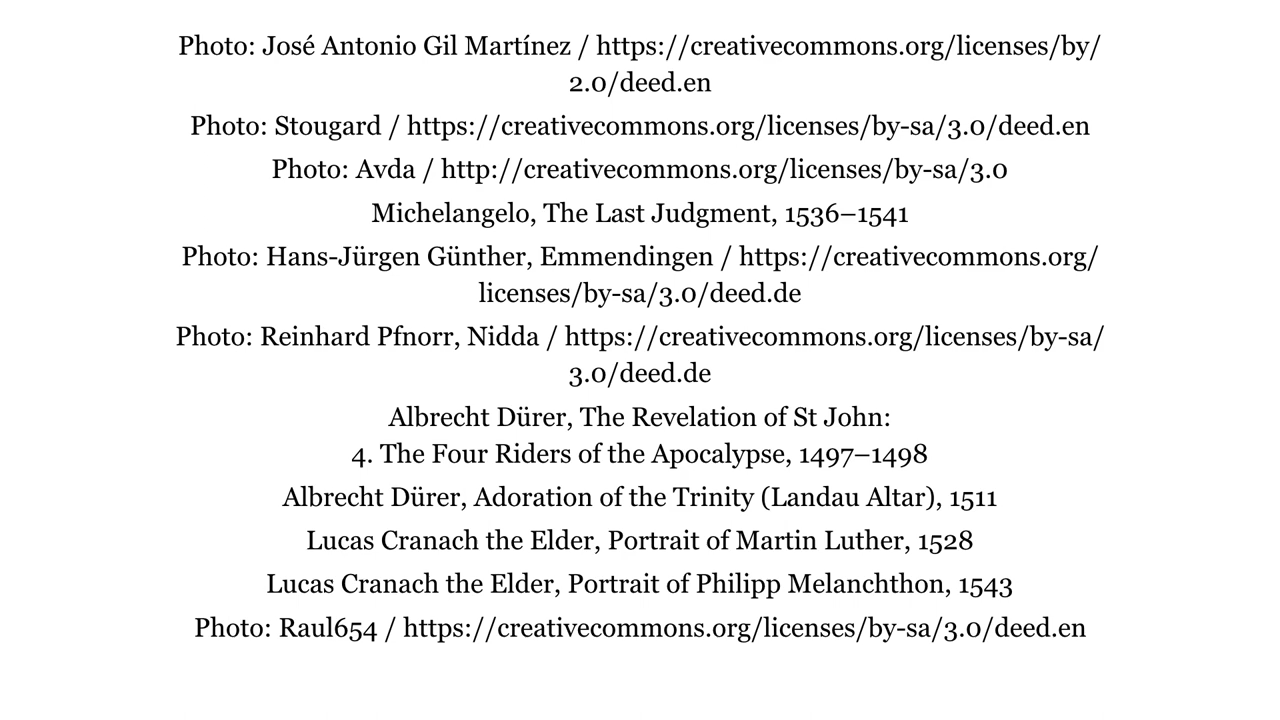 Photo: José Antonio Gil Martínez / https://creativecommons.org/licenses/by/
2.0/deed.en
Photo: Stougard / https://creativecommons.org/licenses/by-sa/3.0/deed.en
Photo: Avda / http://creativecommons.org/licenses/by-sa/3.0
Michelangelo, The Last Judgment, 1536–1541
Photo: Hans-Jürgen Günther, Emmendingen / https://creativecommons.org/
licenses/by-sa/3.0/deed.de
Photo: Reinhard Pfnorr, Nidda / https://creativecommons.org/licenses/by-sa/
3.0/deed.de
Albrecht Dürer, The Revelation of St John:
4. The Four Riders of the Apocalypse, 1497–1498
Albrecht Dürer, Adoration of the Trinity (Landau Altar), 1511
Lucas Cranach the Elder, Portrait of Martin Luther, 1528
Lucas Cranach the Elder, Portrait of Philipp Melanchthon, 1543
Photo: Raul654 / https://creativecommons.org/licenses/by-sa/3.0/deed.en